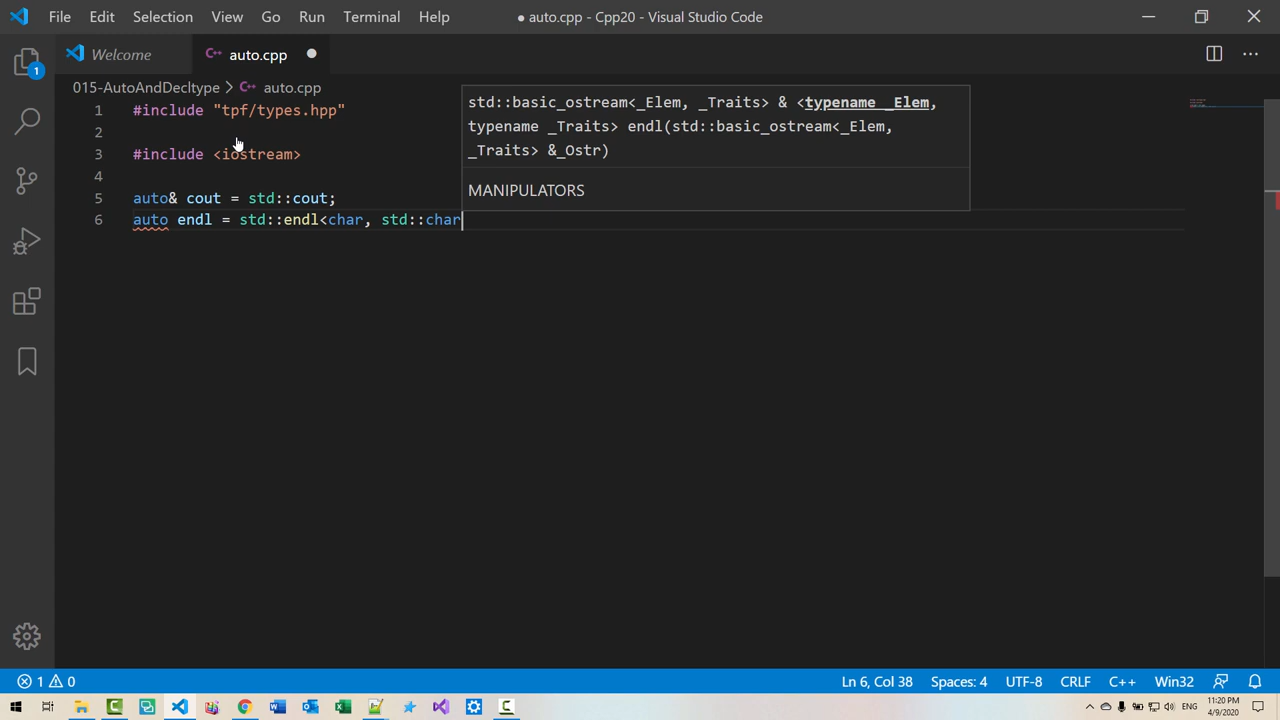 File Edit Selection View Go Run Terminal Help
● auto.cpp - Cpp20 - Visual Studio Code
1
Welcome
C++ auto.cpp ●
015-AutoAndDecltype > C++ auto.cpp
1 #include "tpf/types.hpp"
2
3 #include <iostream>
4
5 auto& cout = std::cout;
6 auto endl = std::endl<char, std::char
std::basic_ostream<_Elem, _Traits> & <typename _Elem,
typename _Traits> endl(std::basic_ostream<_Elem,
_Traits> &_Ostr)
MANIPULATORS
1 0
Ln 6, Col 38
Spaces: 4
UTF-8
CRLF
C++
Win32
ENG
11:20 PM
4/9/2020